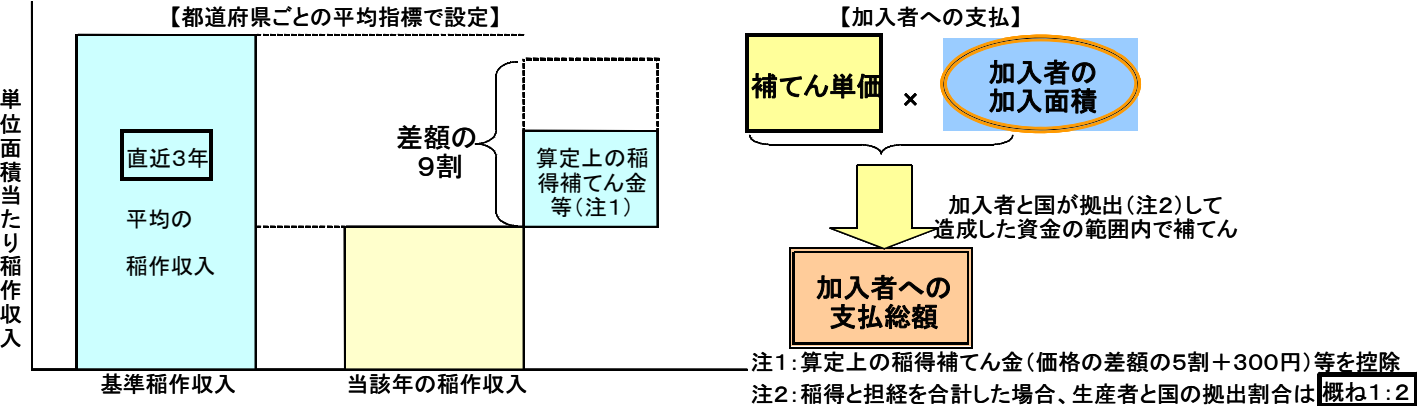 【都道府県ごとの平均指標で設定】
単位面積当たり稲作収入
直近３年
平均の
稲作収入
差額の
９割
算定上の稲
得補てん金
等（注１）
基準稲作収入
当該年の稲作収入
【加入者への支払】
補てん単価
×
加入者の
加入面積
加入者と国が拠出（注２）して
造成した資金の範囲内で補てん
加入者への
支払総額
注１：算定上の稲得補てん金（価格の差額の５割＋３００円）等を控除
注２：稲得と担経を合計した場合、生産者と国の拠出割合は概ね１：２